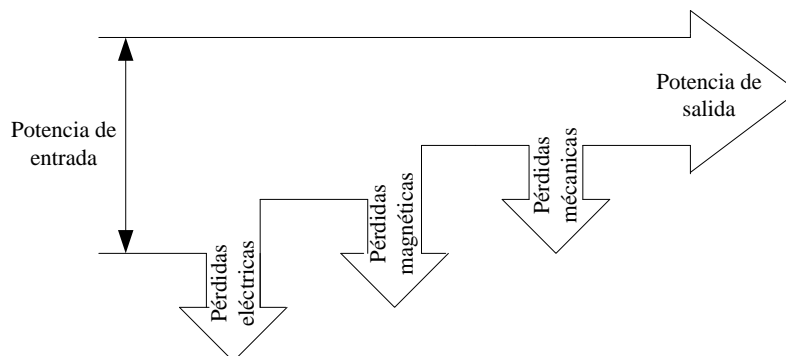 Potencia de
entrada
Pérdidas
eléctricas
Pérdidas
magnéticas
Pérdidas
mécanicas
Potencia de
salida